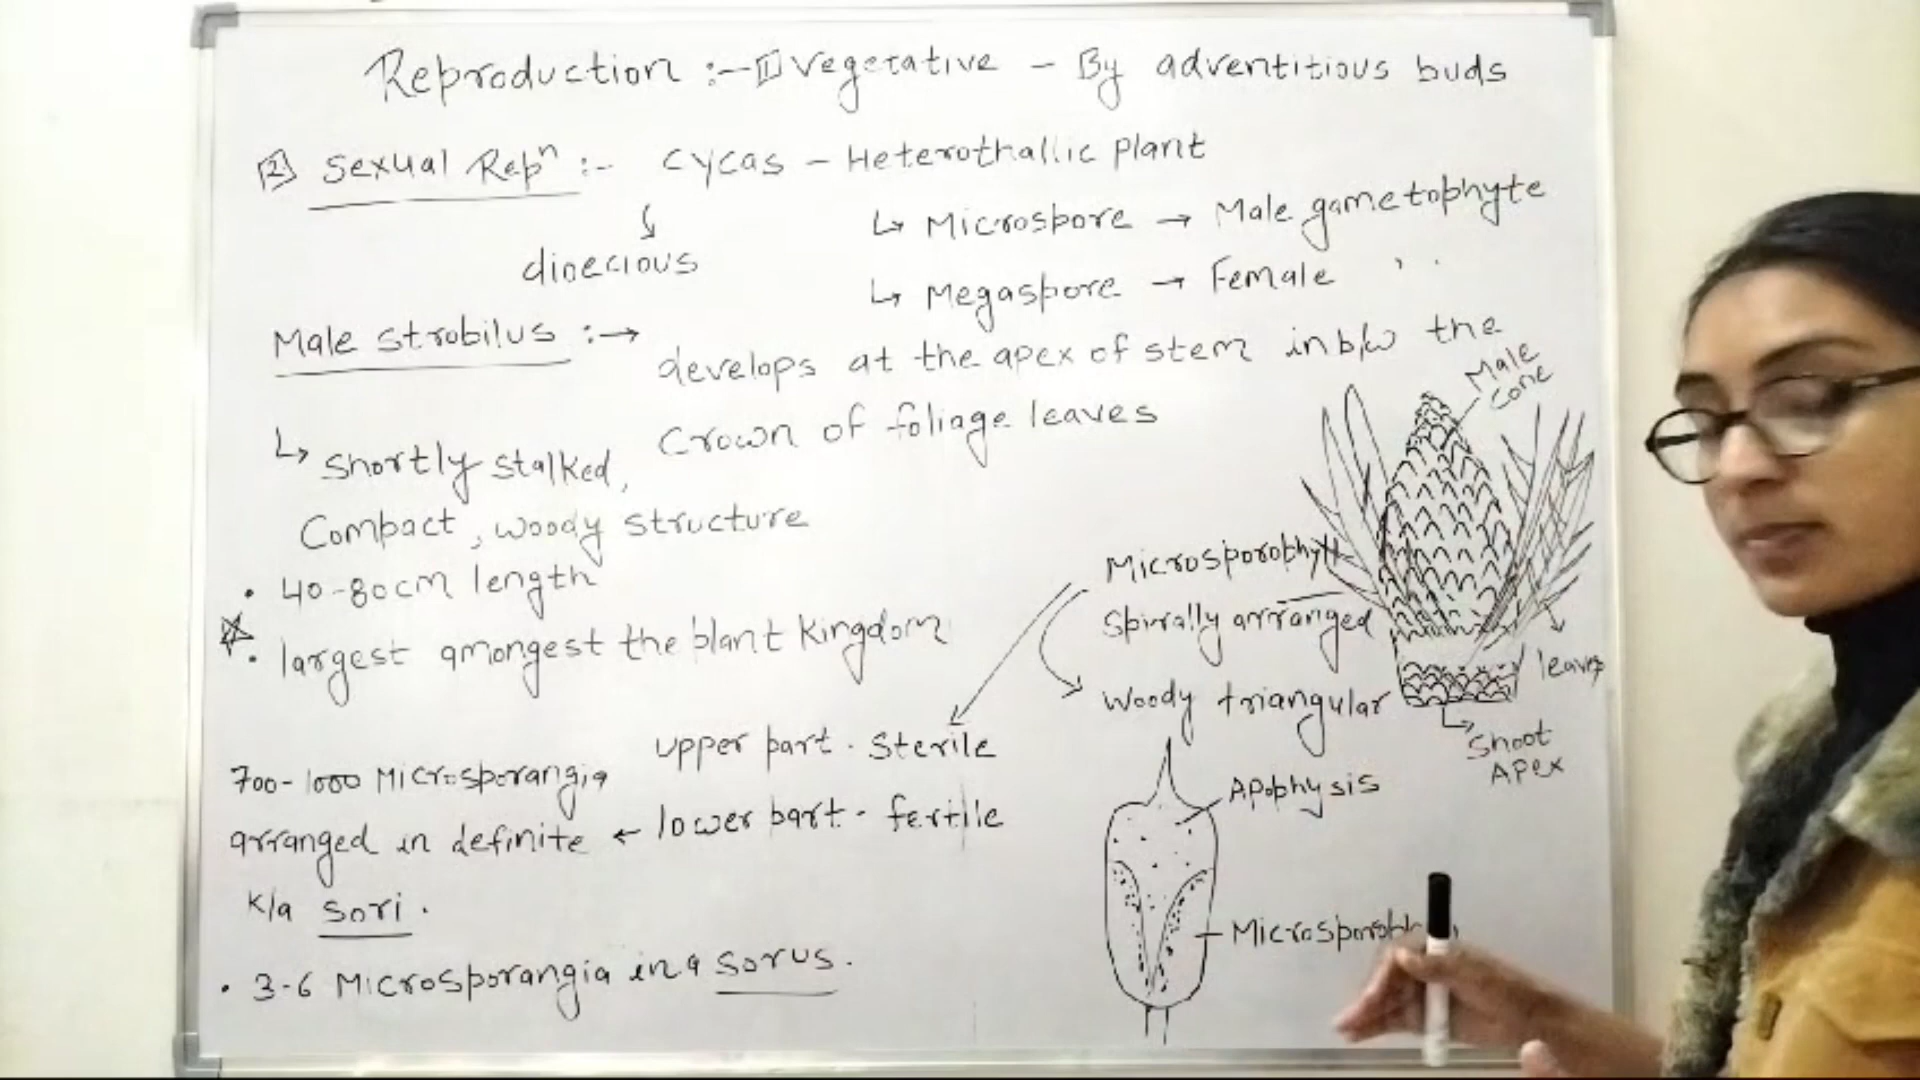 Reproduction :- [1] Vegetative - By adventitious buds
[2] Sexual Repⁿ :- Cycas - Heterothallic plant
↳ Microspore → Male gametophyte
↓
dioecious
↳ Megaspore → Female " 
Male strobilus :→ develops at the apex of stem in b/w the
crown of foliage leaves
↳ Shortly stalked,
Compact, woody structure
• 40-80cm length
• largest amongest the plant kingdom
Male
cone
Microsporophyll
Spirally arranged
Woody triangular
leaves
Shoot
Apex
upper part - Sterile
lower part - fertile
700-1000 Microsporangia
arranged in definite ←
K/a Sori.
• 3-6 Microsporangia in a sorus.
Apophysis